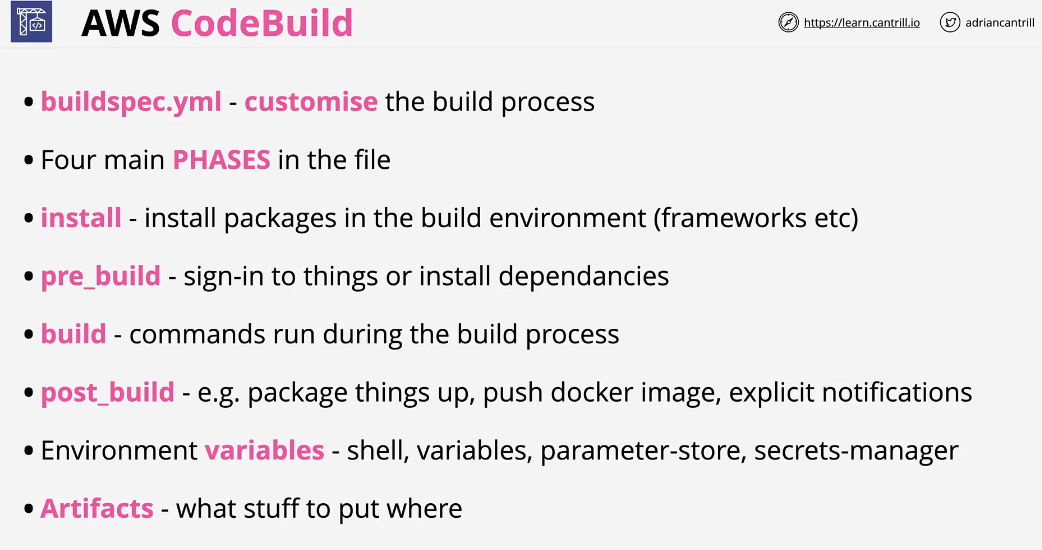 AWS CodeBuild
https://learn.cantrill.io
adriancantrill
• buildspec.yml - customise the build process
• Four main PHASES in the file
• install - install packages in the build environment (frameworks etc)
• pre_build - sign-in to things or install dependancies
• build - commands run during the build process
• post_build - e.g. package things up, push docker image, explicit notifications
• Environment variables - shell, variables, parameter-store, secrets-manager
• Artifacts - what stuff to put where